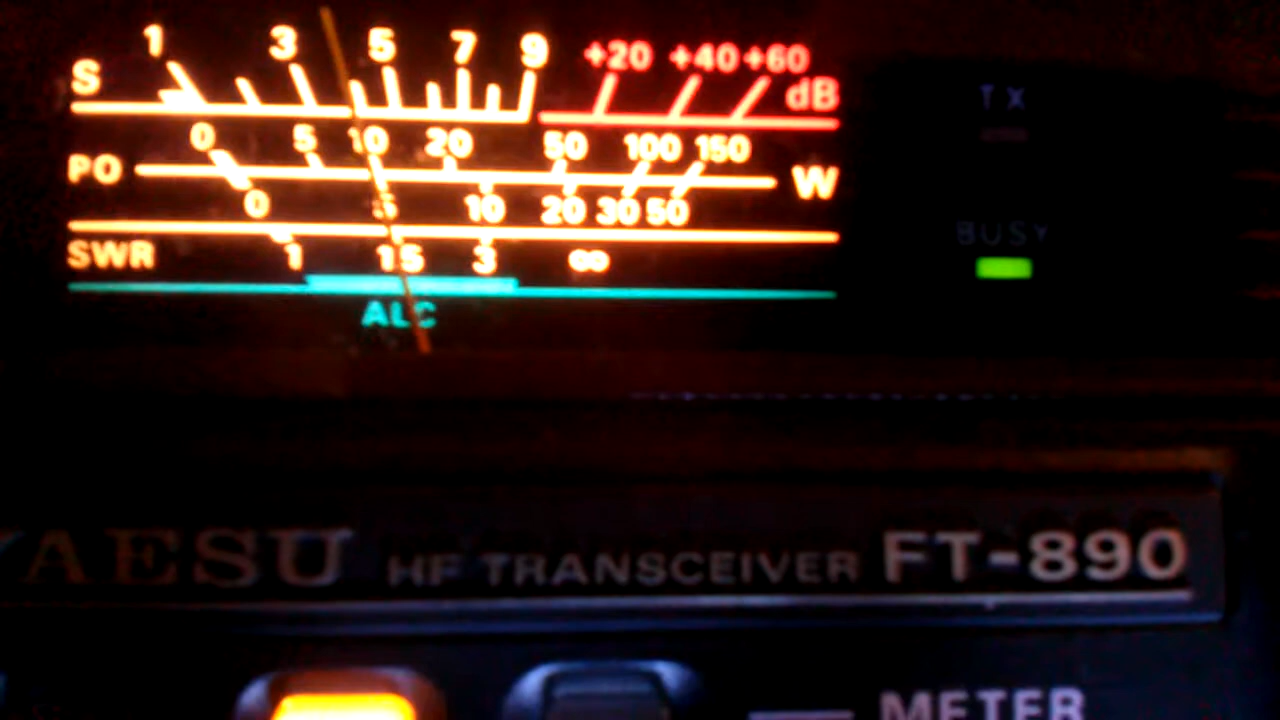 S 1 3 5 7 9 +20 +40 +60 dB
TX
PO 0 5 10 20 50 100 150 W
0 5 10 20 30 50
BUSY
SWR 1 1.5 3 ∞
ALC
YAESU HF TRANSCEIVER FT-890
METER